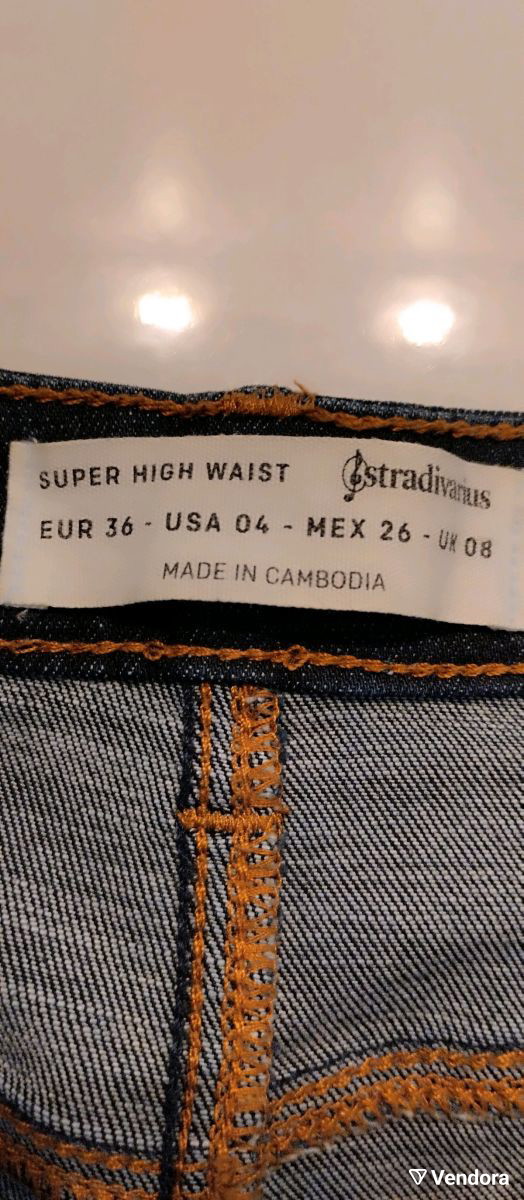 SUPER HIGH WAIST stradivarius
EUR 36 - USA 04 - MEX 26 - UK 08
MADE IN CAMBODIA
Vendora